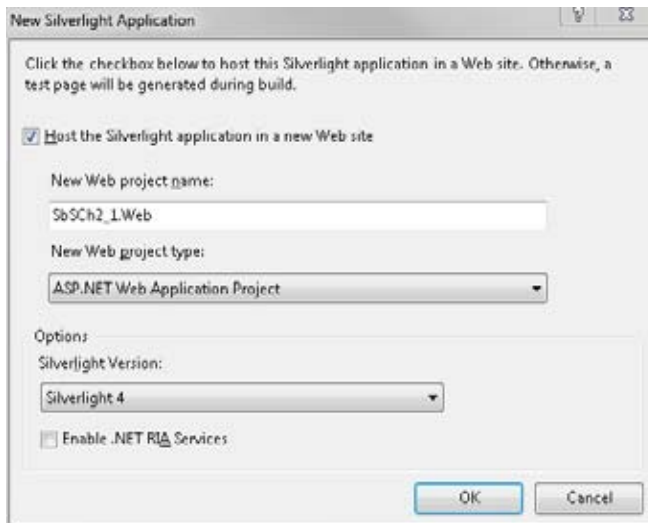 New Silverlight Application
Click the checkbox below to host this Silverlight application in a Web site. Otherwise, a
test page will be generated during build.
Host the Silverlight application in a new Web site
New Web project name:
SbSCh2_1.Web
New Web project type:
ASP.NET Web Application Project
Options
Silverlight Version:
Silverlight 4
Enable .NET RIA Services
OK
Cancel